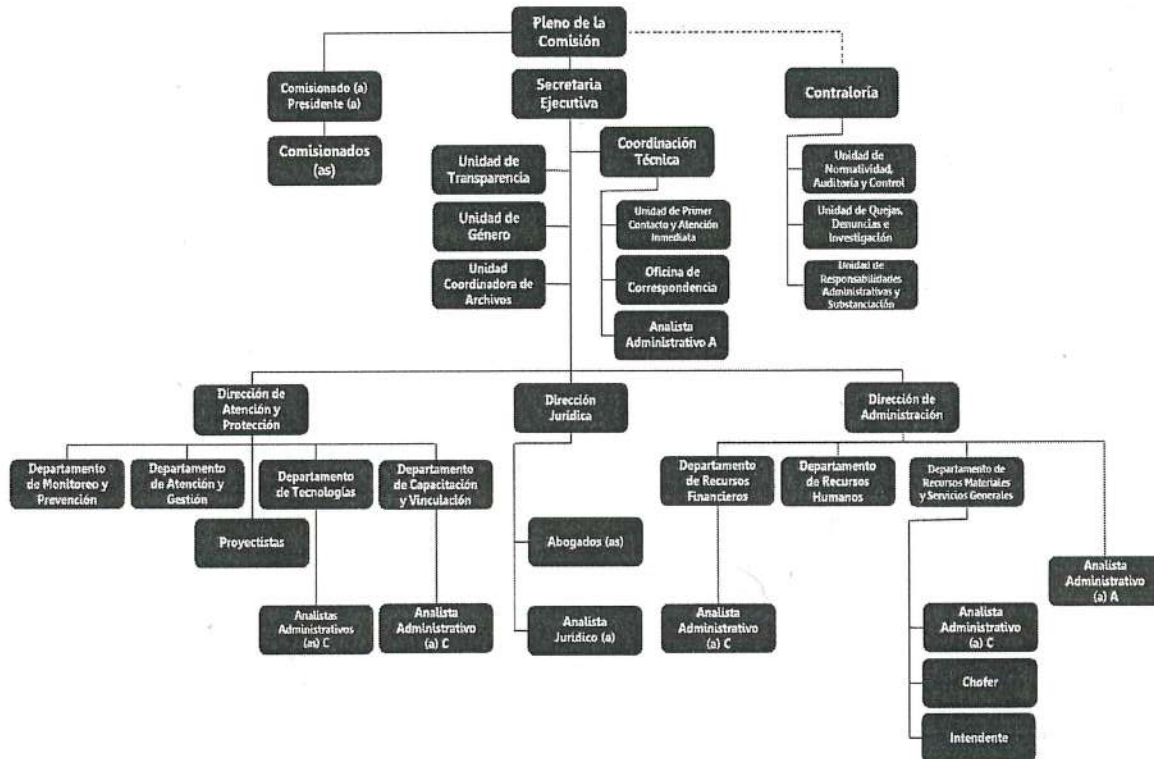 Pleno de la
Comisión
Comisionado (a)
Presidente (a)
Secretaria
Ejecutiva
Contraloría
Comisionados
(as)
Unidad de
Transparencia
Coordinación
Técnica
Unidad de
Normatividad,
Auditoría y Control
Unidad de
Género
Unidad de Primer
Contacto y Atención
Inmediata
Unidad de Quejas,
Denuncias e
Investigación
Unidad
Coordinadora de
Archivos
Oficina de
Correspondencia
Unidad de
Responsabilidades
Administrativas y
Substanciación
Analista
Administrativo A
Dirección de
Atención y
Protección
Dirección
Jurídica
Dirección de
Administración
Departamento
de Monitoreo y
Prevención
Departamento
de Atención y
Gestión
Departamento
de Tecnologías
Departamento
de Capacitación
y Vinculación
Departamento
de Recursos
Financieros
Departamento
de Recursos
Humanos
Departamento de
Recursos Materiales
y Servicios Generales
Proyectistas
Abogados (as)
Analista
Administrativo
(a) A
Analistas
Administrativos
(as) C
Analista
Administrativo
(a) C
Analista
Jurídico (a)
Analista
Administrativo
(a) C
Analista
Administrativo
(a) C
Chofer
Intendente